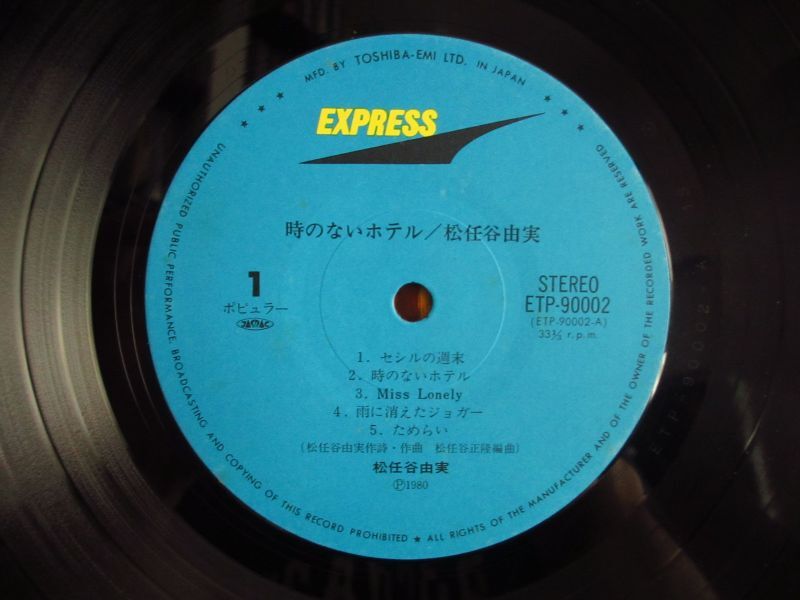 MFD. BY TOSHIBA-EMI LTD. IN JAPAN
EXPRESS
時のないホテル／松任谷由実
1
ポピュラー
JASRAC
STEREO
ETP-90002
(ETP-90002-A)
33⅓ r.p.m.
1. セシルの週末
2. 時のないホテル
3. Miss Lonely
4. 雨に消えたジョガー
5. ためらい
(松任谷由実作詩・作曲 松任谷正隆編曲)
松任谷由実
Ⓟ1980
★ ★ ★ UNAUTHORIZED PUBLIC PERFORMANCE, BROADCASTING AND COPYING OF THIS RECORD PROHIBITED ★ ALL RIGHTS OF THE MANUFACTURER AND OF THE OWNER OF THE RECORDED WORK ARE RESERVED ★ ★ ★
ETP-90002-A